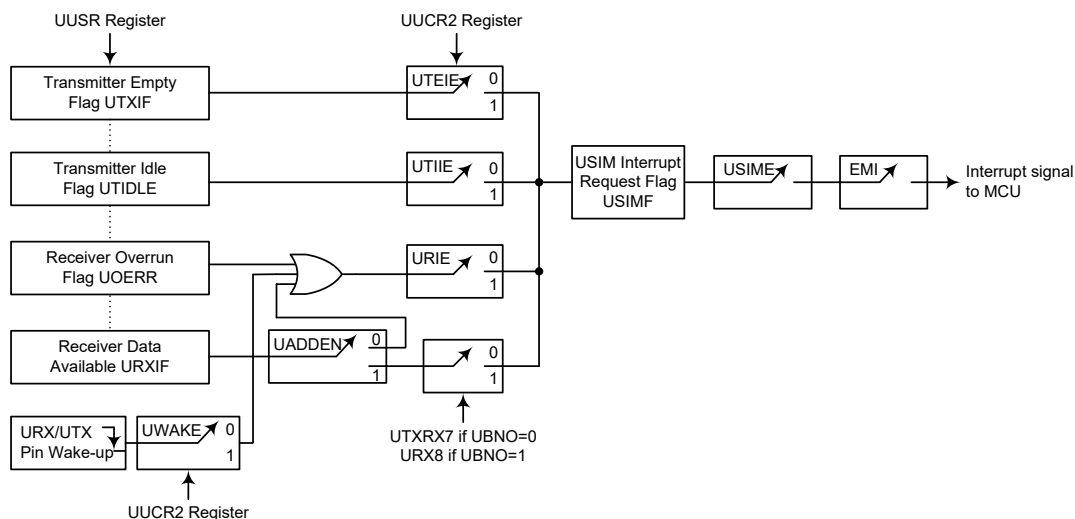 UUSR Register
UUCR2 Register
Transmitter Empty
Flag UTXIF
UTEIE
0
1
Transmitter Idle
Flag UTIDLE
UTIIE
0
1
USIM Interrupt
Request Flag
USIMF
USIME
EMI
Interrupt signal
to MCU
Receiver Overrun
Flag UOERR
URIE
0
1
Receiver Data
Available URXIF
UADDEN
0
1
0
1
URX/UTX
Pin Wake-up
UWAKE
0
1
UTXRX7 if UBNO=0
URX8 if UBNO=1
UUCR2 Register